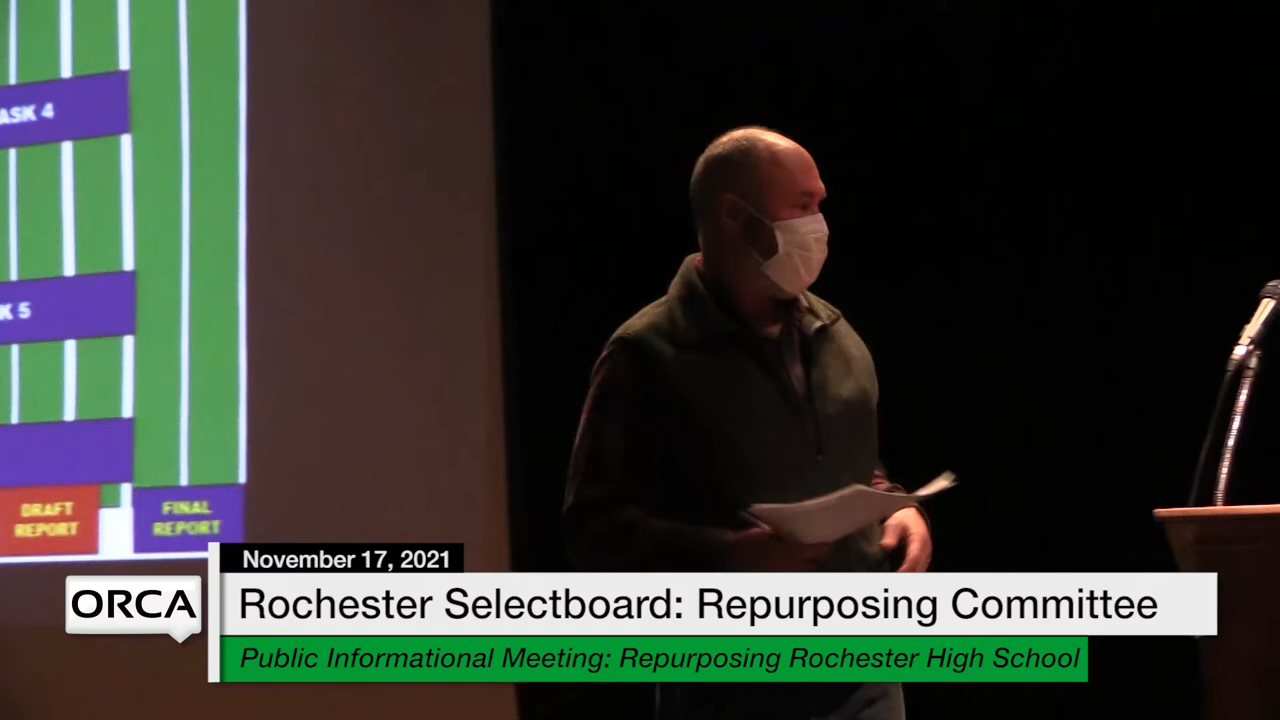 ASK 4
K 5
DRAFT
REPORT
FINAL
REPORT
November 17, 2021
ORCA
Rochester Selectboard: Repurposing Committee
Public Informational Meeting: Repurposing Rochester High School